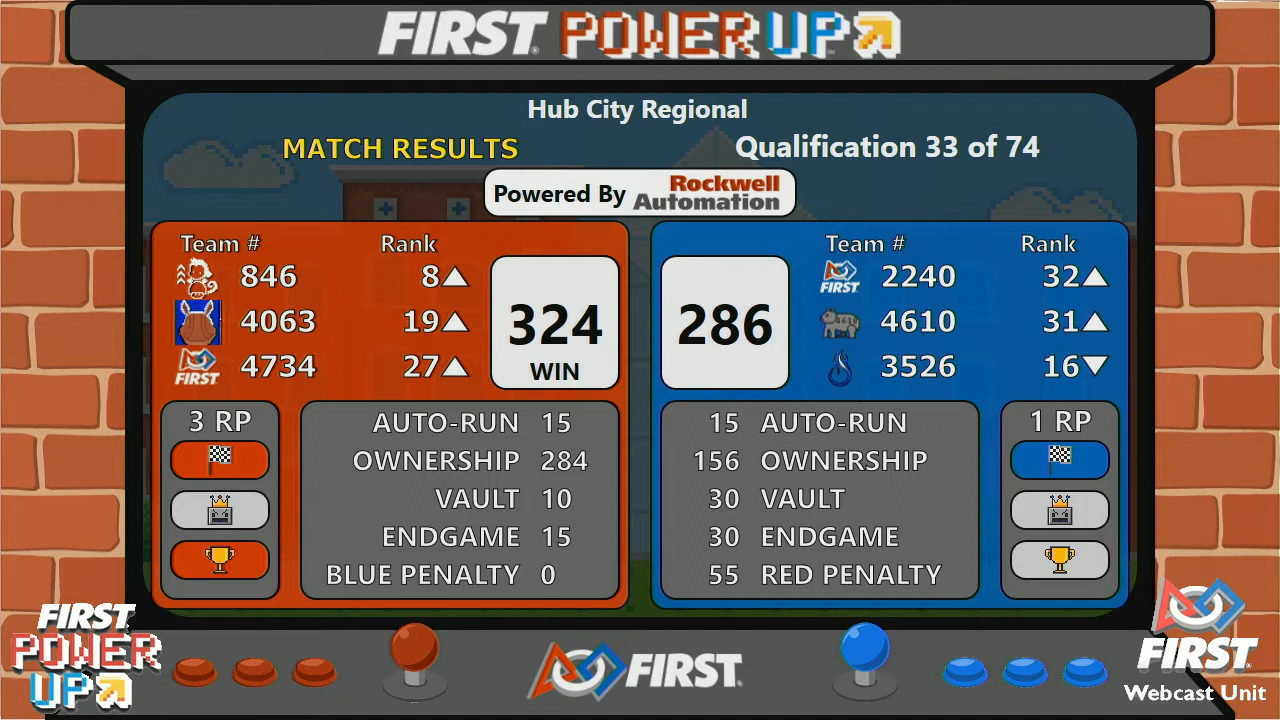 FIRST POWER UP
Hub City Regional
MATCH RESULTS
Qualification 33 of 74
Powered By Rockwell Automation
Team # Rank
846 8
4063 19
FIRST 4734 27
324
WIN
286
Team # Rank
FIRST 2240 32
4610 31
3526 16
3 RP
AUTO-RUN 15
OWNERSHIP 284
VAULT 10
ENDGAME 15
BLUE PENALTY 0
15 AUTO-RUN
156 OWNERSHIP
30 VAULT
30 ENDGAME
55 RED PENALTY
1 RP
FIRST
POWER
UP
FIRST
FIRST
Webcast Unit